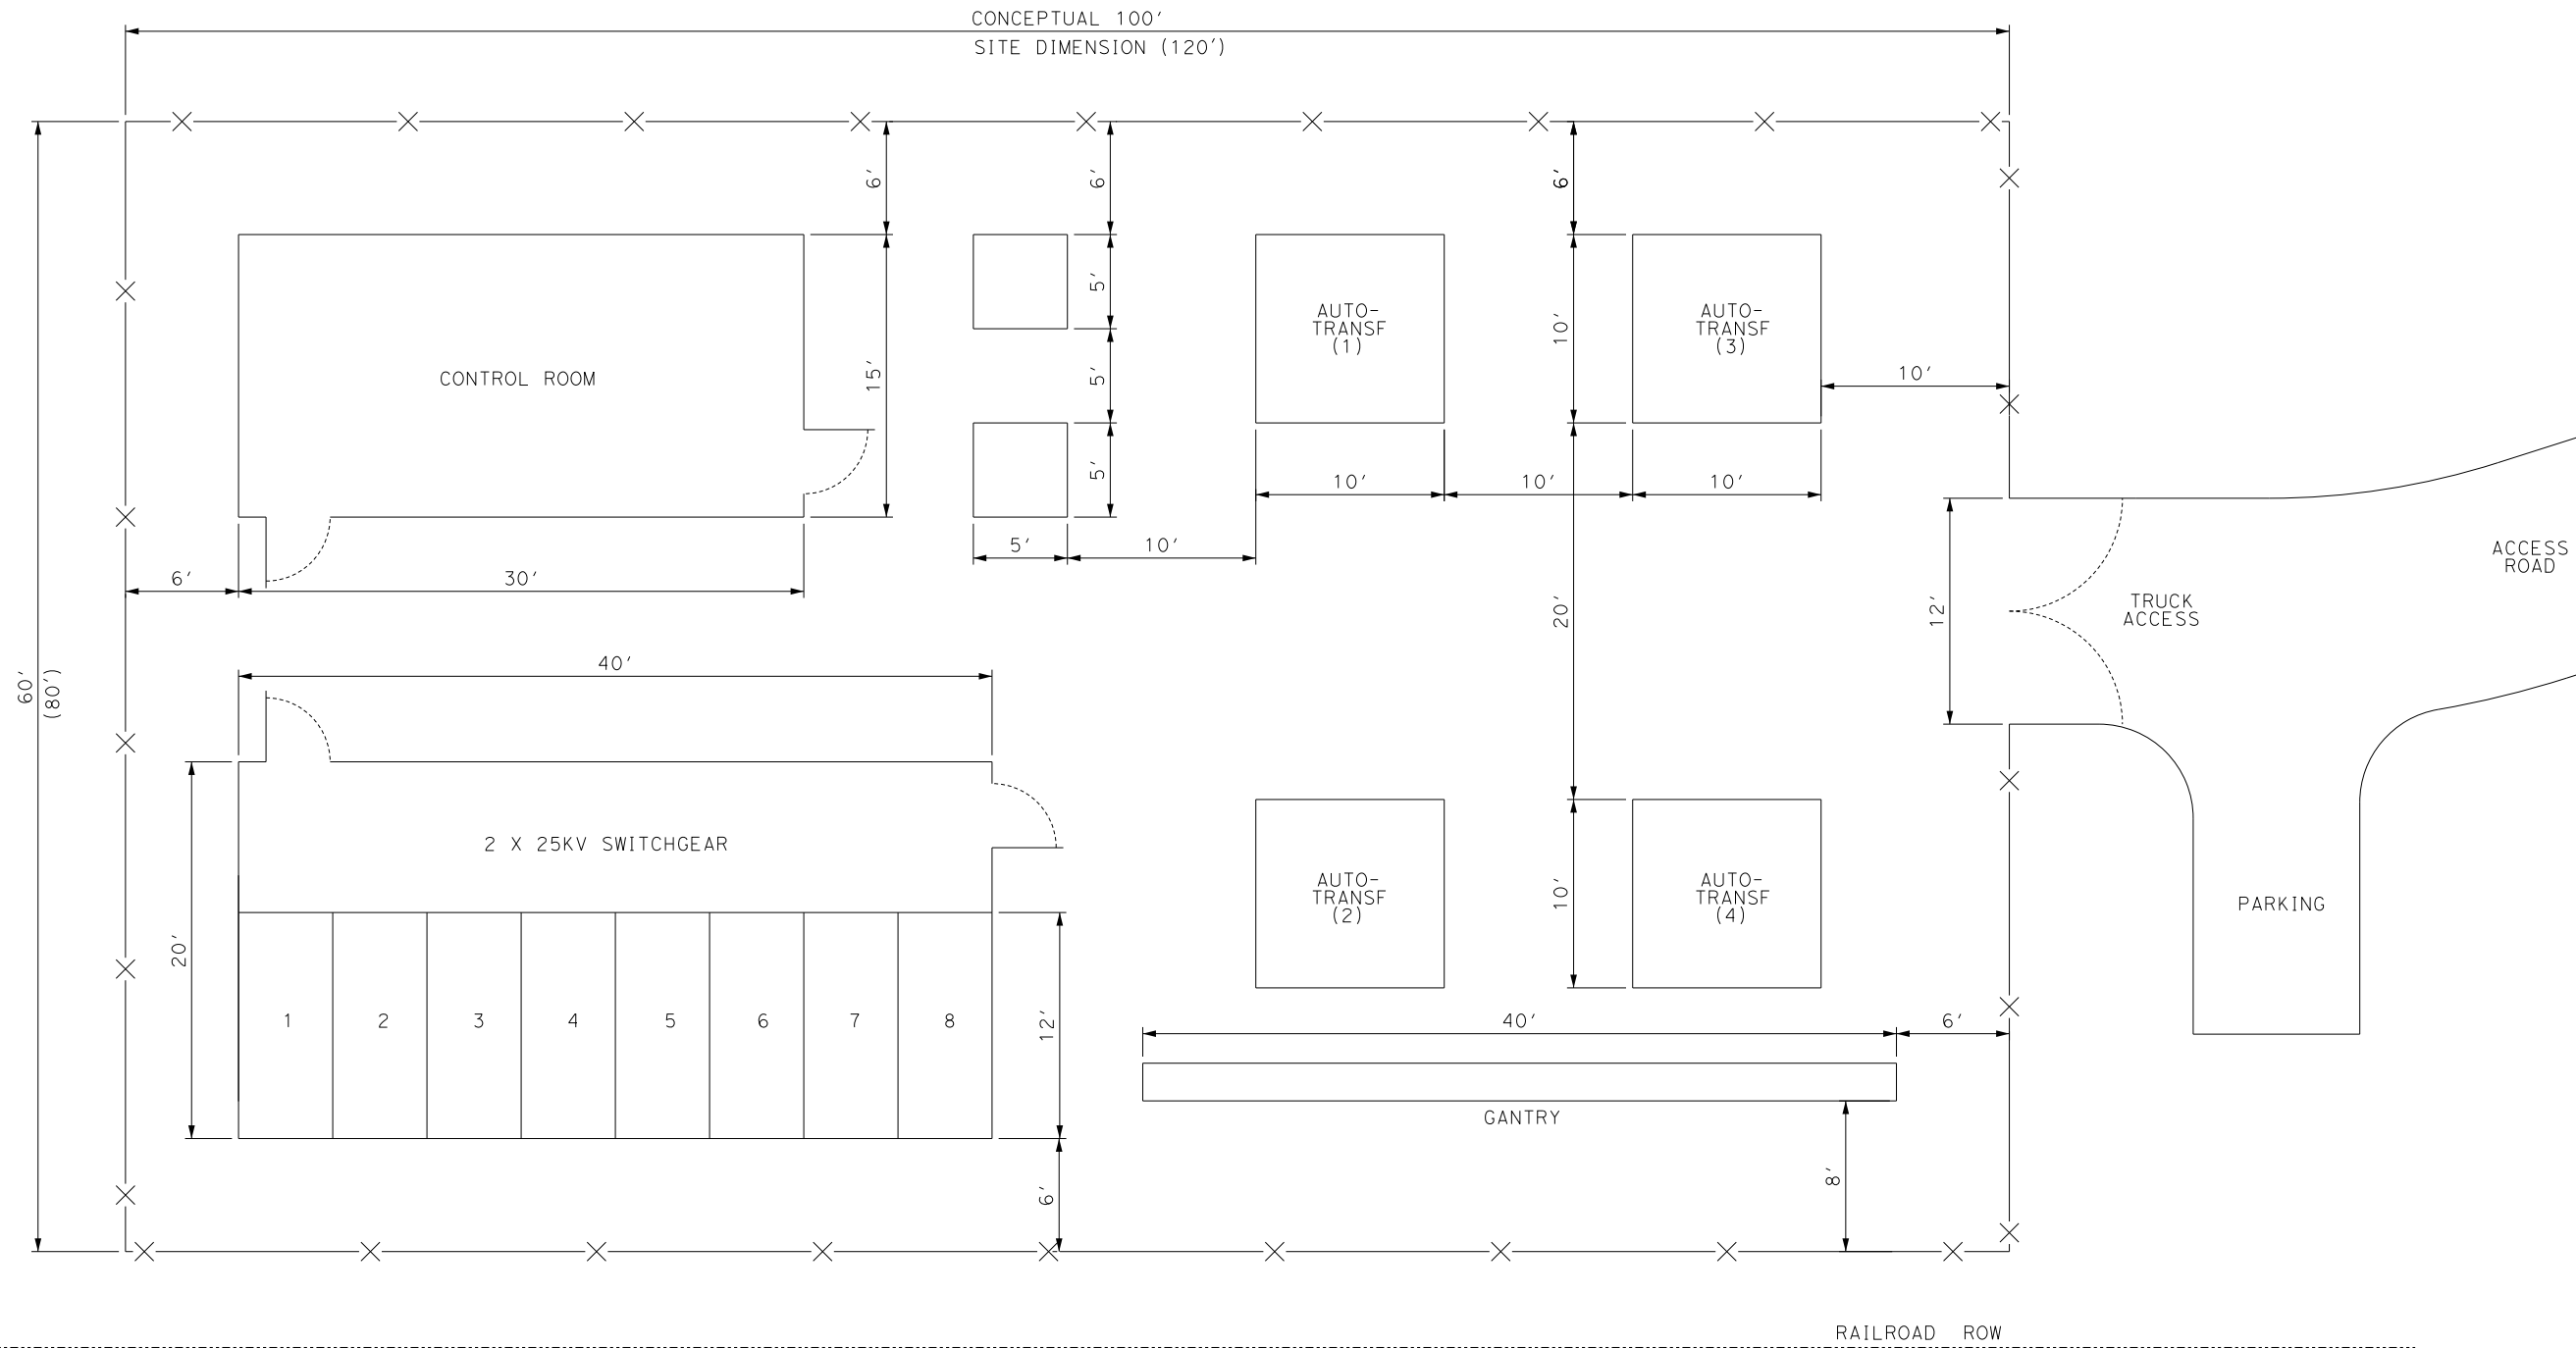 CONCEPTUAL 100'
SITE DIMENSION (120')
6'
6'
6'
15'
5'
5'
5'
10'
CONTROL ROOM
AUTO-
TRANSF
(1)
AUTO-
TRANSF
(3)
10'
10'
10'
10'
5'
10'
6'
30'
20'
12'
TRUCK
ACCESS
ACCESS
ROAD
60'
(80')
40'
2 X 25KV SWITCHGEAR
20'
AUTO-
TRANSF
(2)
10'
AUTO-
TRANSF
(4)
PARKING
1 2 3 4 5 6 7 8
12'
40'
6'
GANTRY
6'
8'
RAILROAD ROW